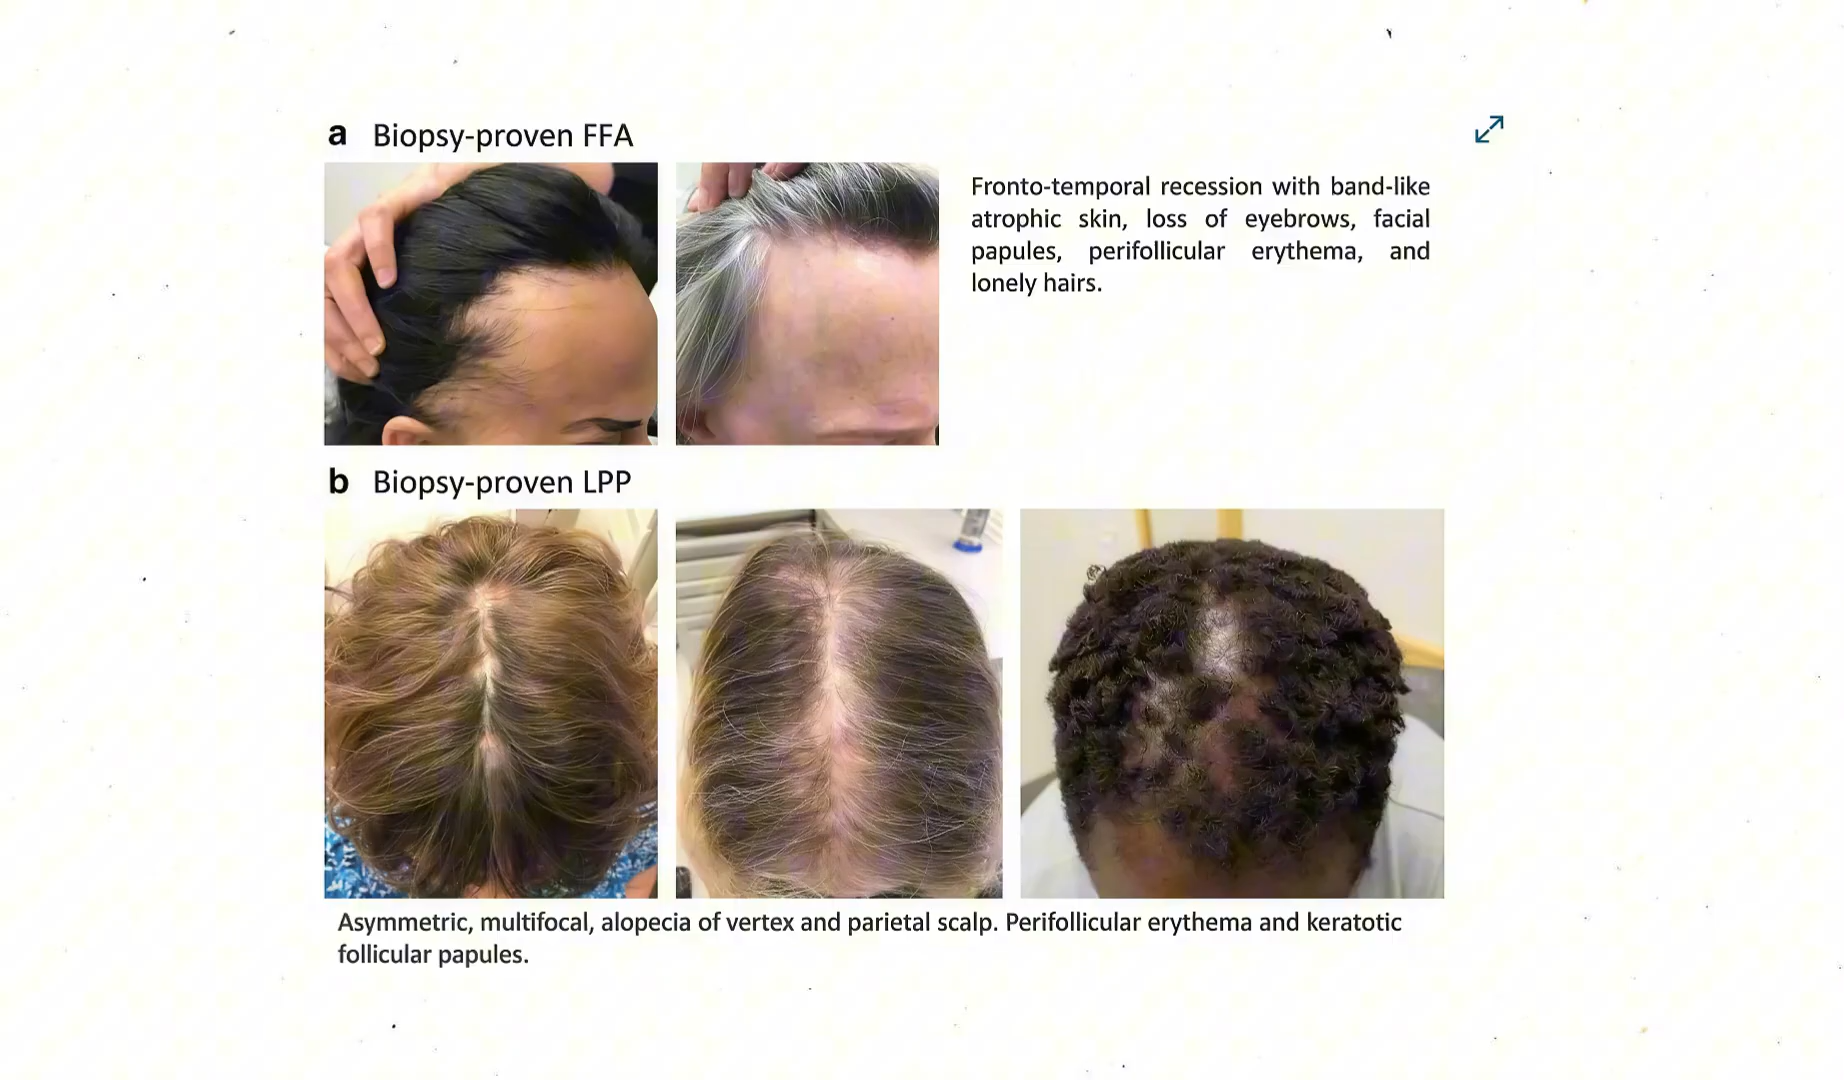 a Biopsy-proven FFA
Fronto-temporal recession with band-like
atrophic skin, loss of eyebrows, facial
papules, perifollicular erythema, and
lonely hairs.
b Biopsy-proven LPP
Asymmetric, multifocal, alopecia of vertex and parietal scalp. Perifollicular erythema and keratotic
follicular papules.